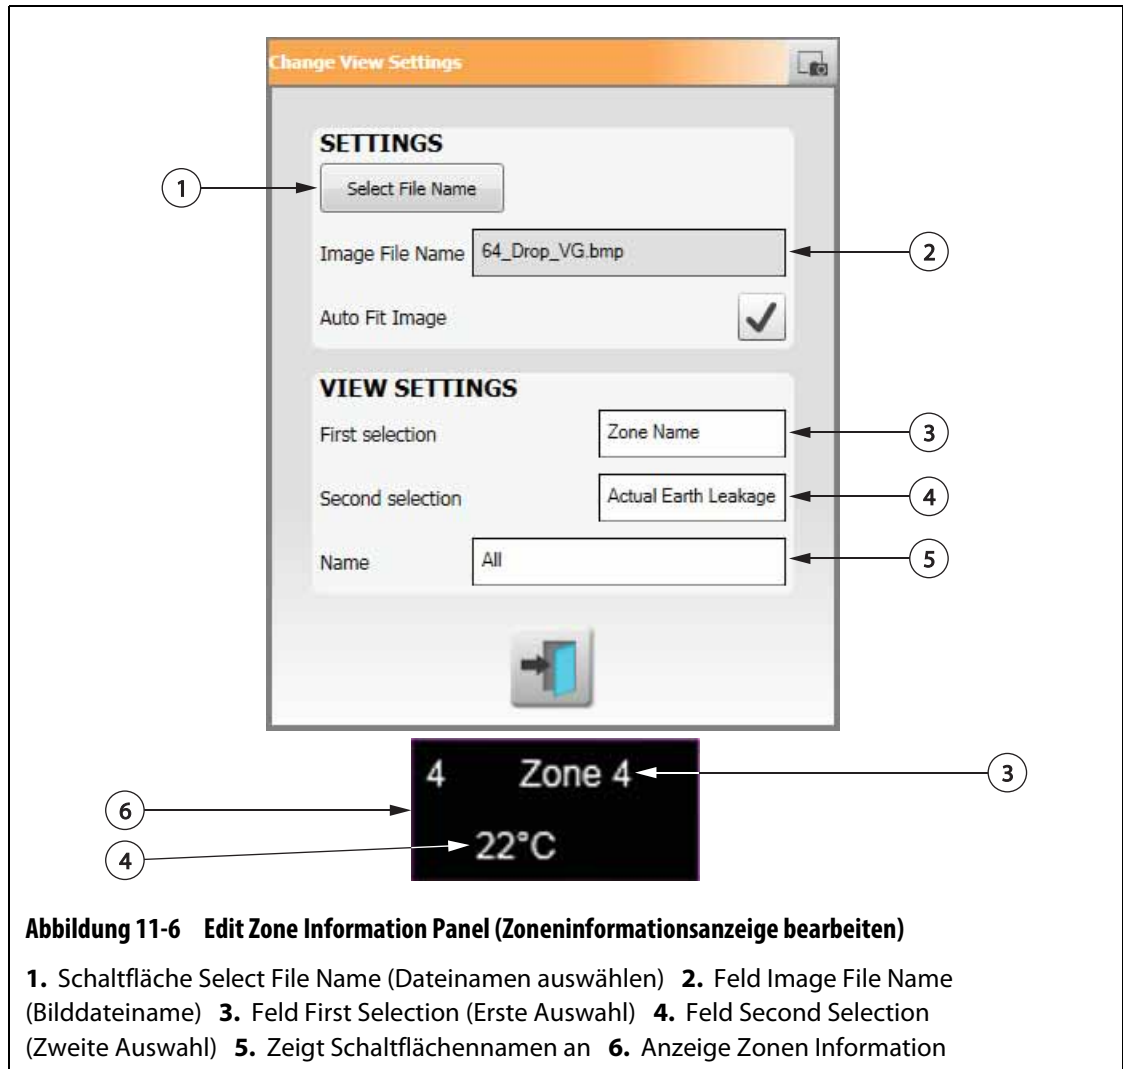 Change View Settings
SETTINGS
1
Select File Name
Image File Name 64_Drop_VG.bmp 2
Auto Fit Image
VIEW SETTINGS
First selection Zone Name 3
Second selection Actual Earth Leakage 4
Name All 5
4 Zone 4 3
6
22°C
4
Abbildung 11-6 Edit Zone Information Panel (Zoneninformationsanzeige bearbeiten)
1. Schaltfläche Select File Name (Dateinamen auswählen) 2. Feld Image File Name
(Bilddateiname) 3. Feld First Selection (Erste Auswahl) 4. Feld Second Selection
(Zweite Auswahl) 5. Zeigt Schaltflächennamen an 6. Anzeige Zonen Information